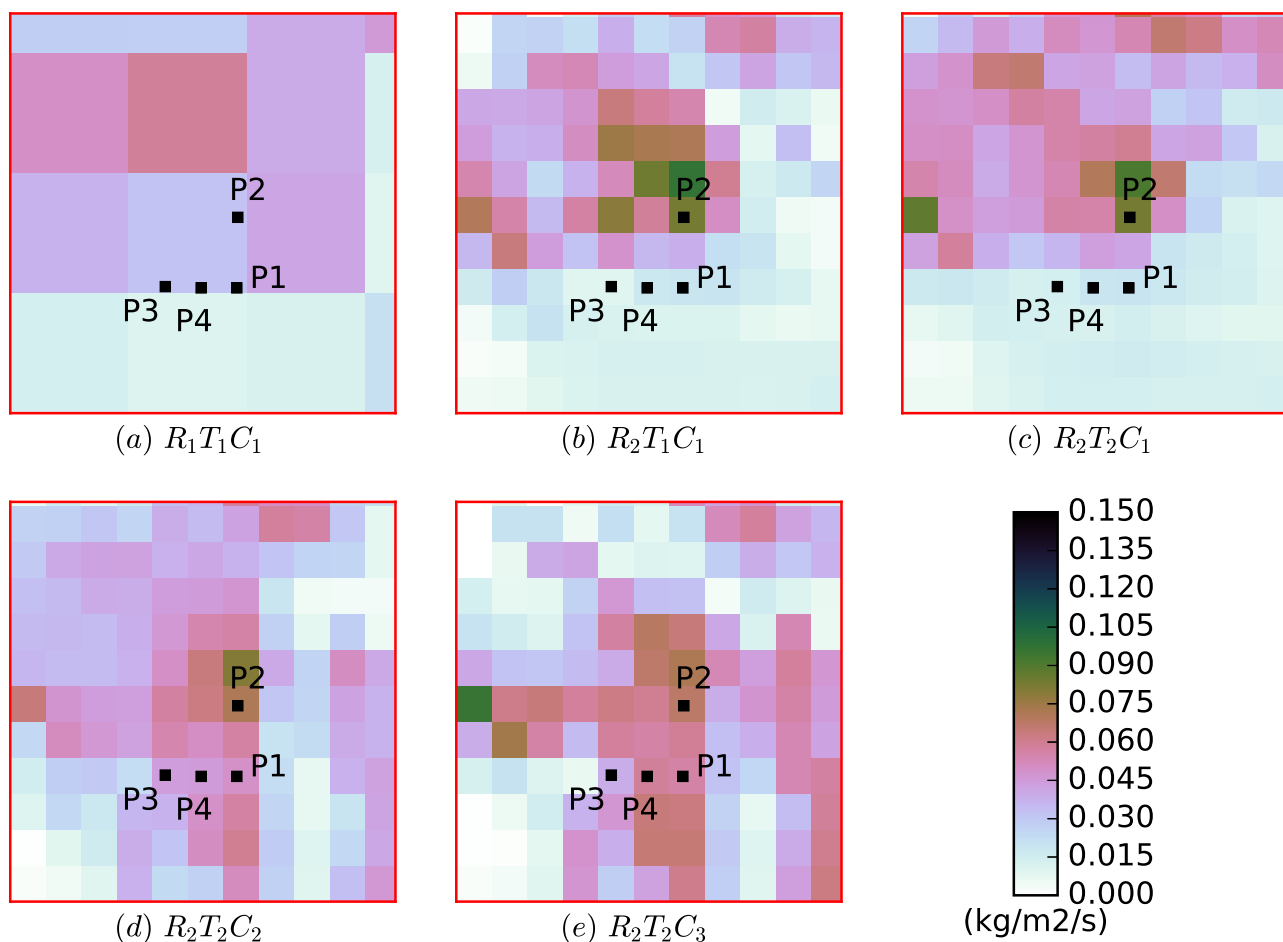 P2
P1
P3
P4
(a) R₁T₁C₁
P2
P1
P3
P4
(b) R₂T₁C₁
P2
P1
P3
P4
(c) R₂T₂C₁
P2
P1
P3
P4
(d) R₂T₂C₂
P2
P1
P3
P4
(e) R₂T₂C₃
0.150
0.135
0.120
0.105
0.090
0.075
0.060
0.045
0.030
0.015
0.000
(kg/m2/s)